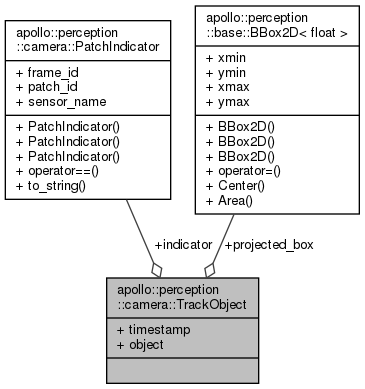 apollo::perception
::camera::PatchIndicator
+ frame_id
+ patch_id
+ sensor_name
+ PatchIndicator()
+ PatchIndicator()
+ PatchIndicator()
+ operator==()
+ to_string()
apollo::perception
::base::BBox2D< float >
+ xmin
+ ymin
+ xmax
+ ymax
+ BBox2D()
+ BBox2D()
+ BBox2D()
+ operator=()
+ Center()
+ Area()
+indicator
+projected_box
apollo::perception
::camera::TrackObject
+ timestamp
+ object